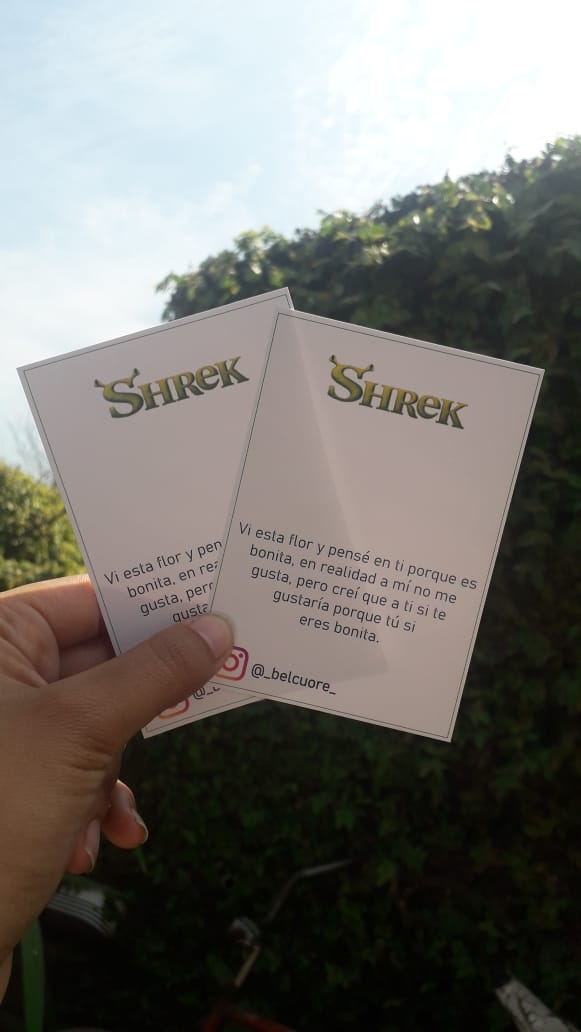 SHReK
Vi esta flor y pen
bonita, en rea
gusta, per
gusta
SHReK
Vi esta flor y pensé en ti porque es
bonita, en realidad a mí no me
gusta, pero creí que a ti si te
gustaría porque tú si
eres bonita.
@_belcuore_